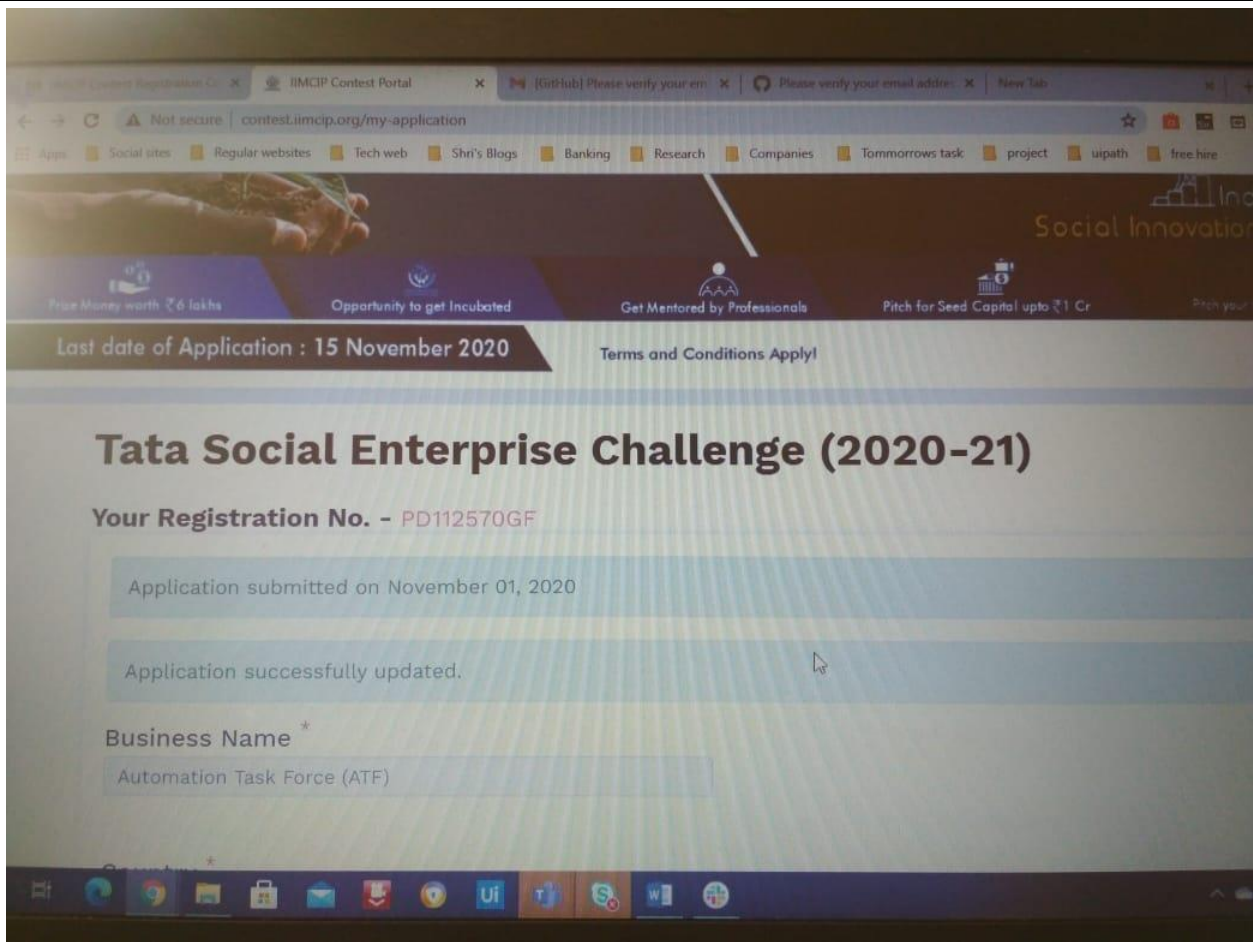 IIMCIP Contest Portal
[GitHub] Please verify your em
Please verify your email addres
New Tab
Not secure | contest.iimcip.org/my-application
Apps Social sites Regular websites Tech web Shri's Blogs Banking Research Companies Tommorrows task project uipath free hire
Social Innovation
Prize Money worth ₹6 lakhs
Opportunity to get Incubated
Get Mentored by Professionals
Pitch for Seed Capital upto ₹1 Cr
Pitch your
Last date of Application : 15 November 2020
Terms and Conditions Apply!
Tata Social Enterprise Challenge (2020-21)
Your Registration No. - PD112570GF
Application submitted on November 01, 2020
Application successfully updated.
Business Name *
Automation Task Force (ATF)
Ui